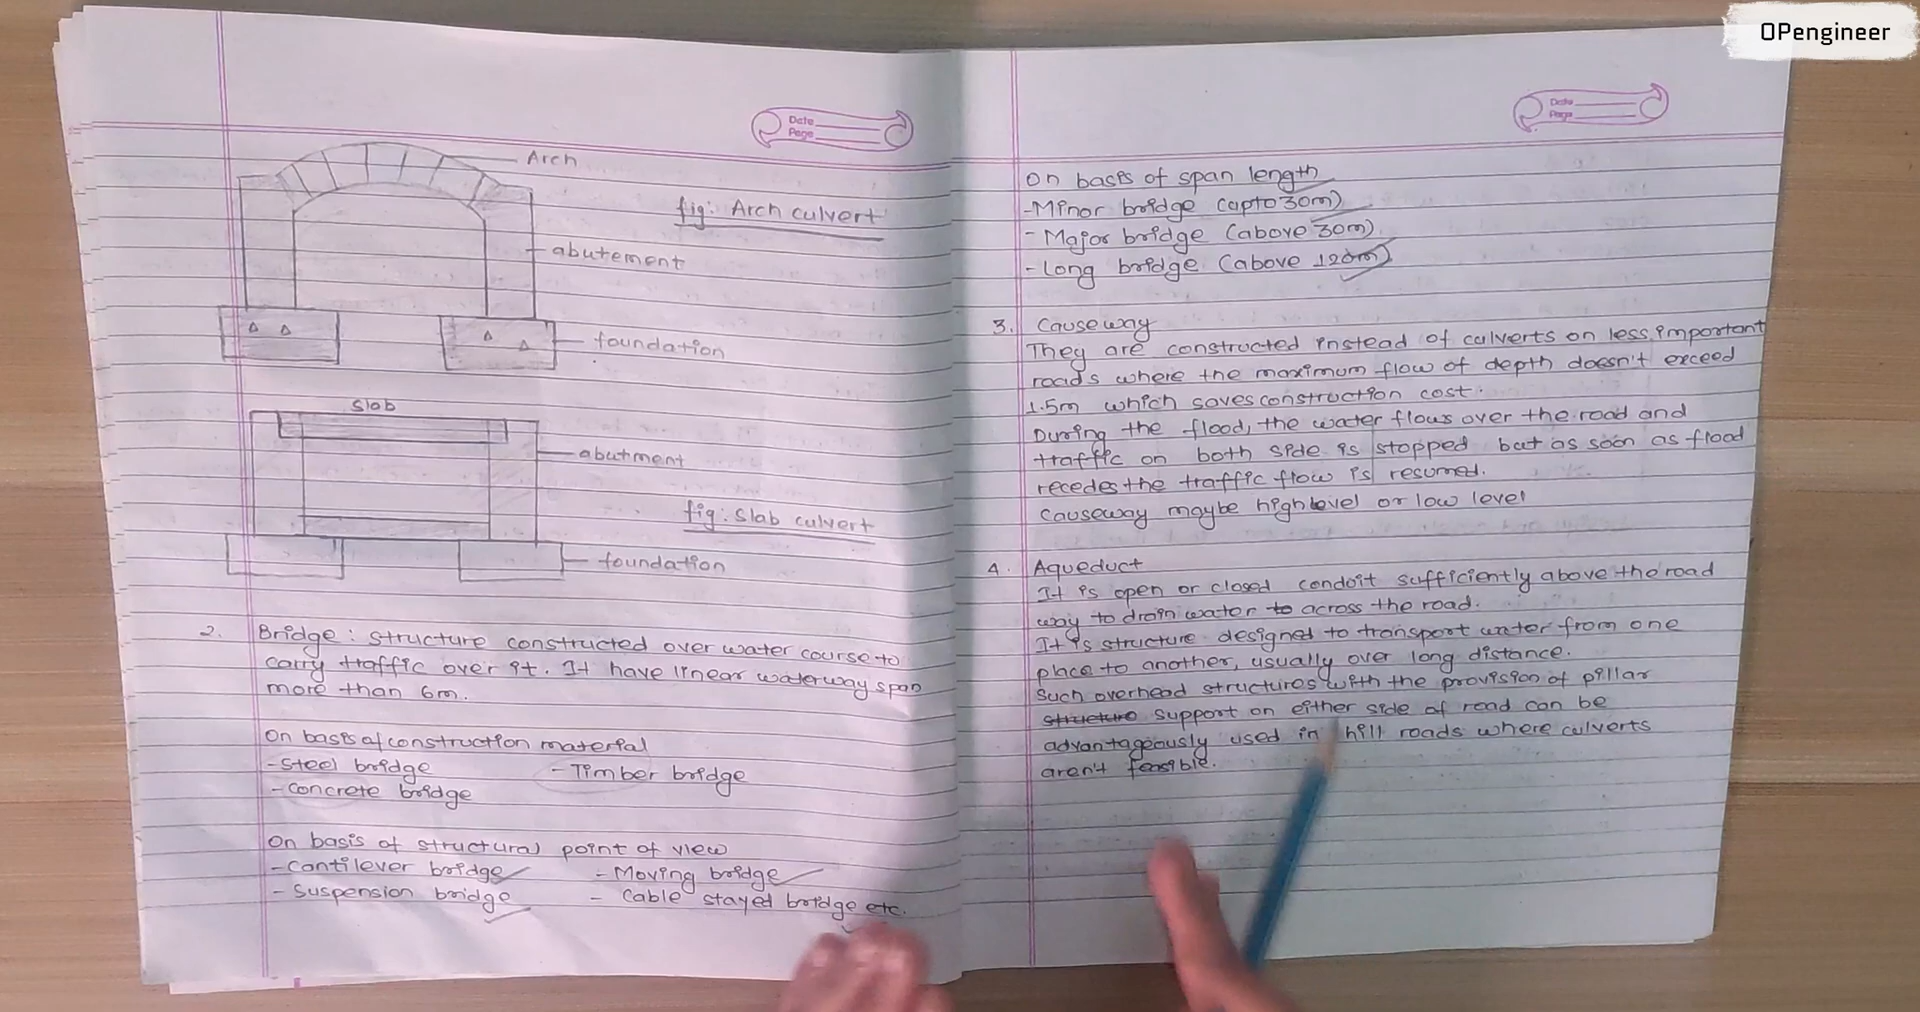 OPengineer
Date
Page
Arch
fig: Arch culvert
abutement
foundation
slab
abutment
fig: slab culvert
foundation
2. Bridge: structure constructed over water course to
carry traffic over it. It have linear waterway span
more than 6m.
On basis of construction material
- Steel bridge - Timber bridge
- concrete bridge
On basis of structural point of view
- Cantilever bridge - Moving bridge
- Suspension bridge - Cable stayed bridge etc.
Date
Page
On basis of span length
- Minor bridge (upto 30m)
- Major bridge (above 30m)
- Long bridge (above 120m)
3. Causeway
They are constructed instead of culverts on less important
roads where the maximum flow of depth doesn't exceed
1.5m which saves construction cost.
During the flood, the water flows over the road and
traffic on both side is stopped but as soon as flood
recedes the traffic flow is resumed.
Causeway maybe high level or low level
4. Aqueduct
It is open or closed condoit sufficiently above the road
way to drain water to across the road.
It is structure designed to transport water from one
place to another, usually over long distance.
Such overhead structures with the provision of pillar
structure support on either side of road can be
advantageously used in hill roads where culverts
aren't feasible.